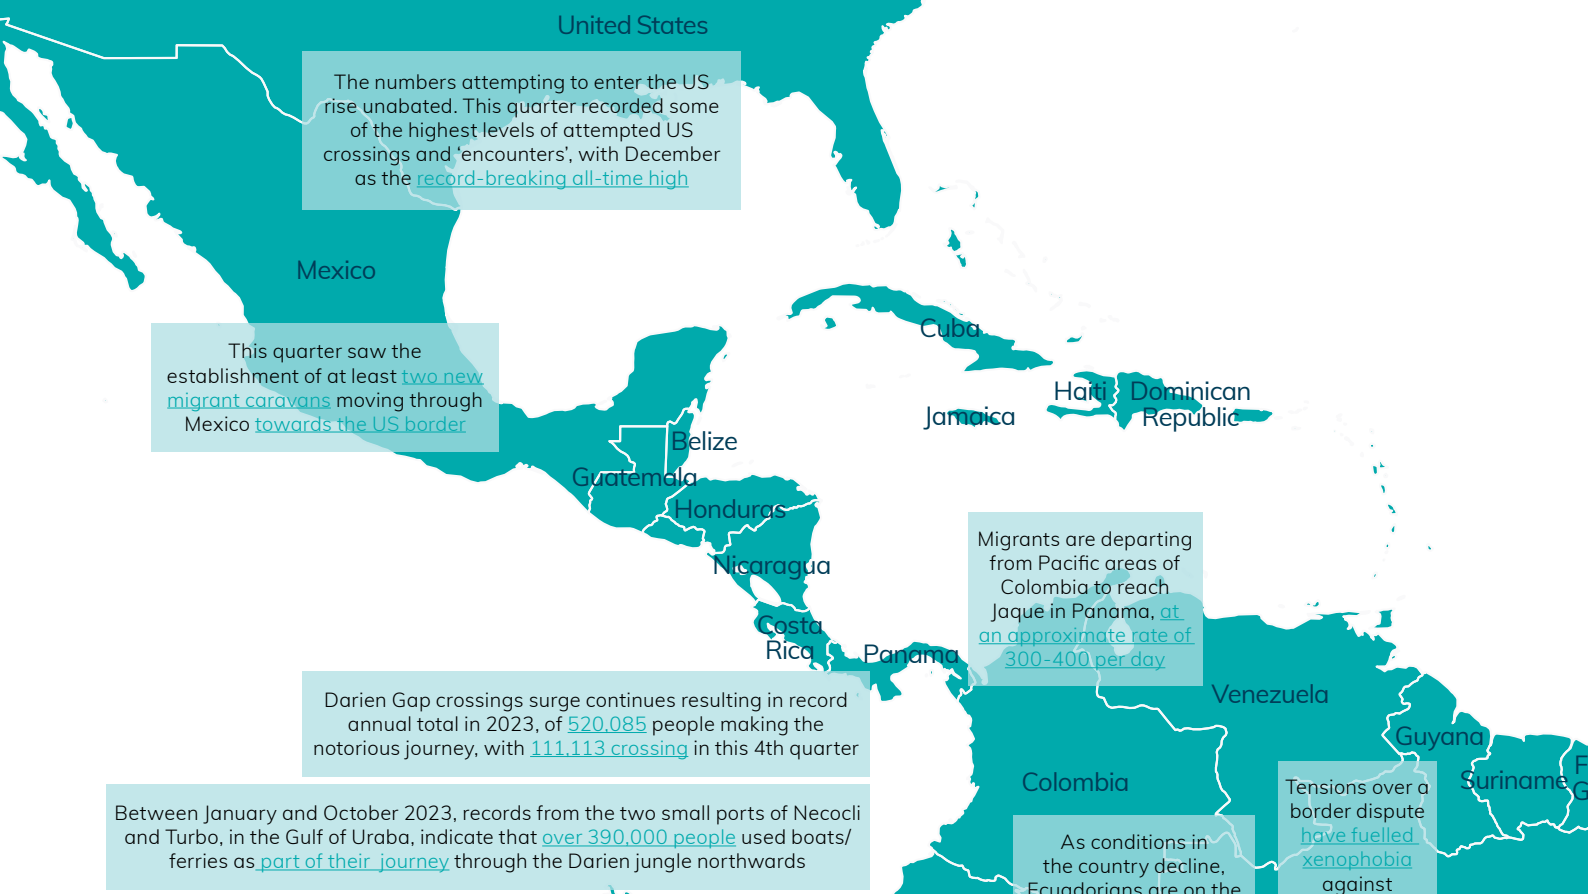 United States
The numbers attempting to enter the US
rise unabated. This quarter recorded some
of the highest levels of attempted US
crossings and ‘encounters’, with December
as the record-breaking all-time high
Mexico
This quarter saw the
establishment of at least two new
migrant caravans moving through
Mexico towards the US border
Cuba
Haiti
Dominican
Republic
Jamaica
Belize
Guatemala
Honduras
Nicaragua
Costa
Rica
Panama
Migrants are departing
from Pacific areas of
Colombia to reach
Jaque in Panama, at
an approximate rate of
300-400 per day
Venezuela
Guyana
Suriname
F
G
Colombia
Darien Gap crossings surge continues resulting in record
annual total in 2023, of 520,085 people making the
notorious journey, with 111,113 crossing in this 4th quarter
Between January and October 2023, records from the two small ports of Necocli
and Turbo, in the Gulf of Uraba, indicate that over 390,000 people used boats/
ferries as part of their journey through the Darien jungle northwards
As conditions in
the country decline,
Ecuadorians are on the
Tensions over a
border dispute
have fuelled
xenophobia
against